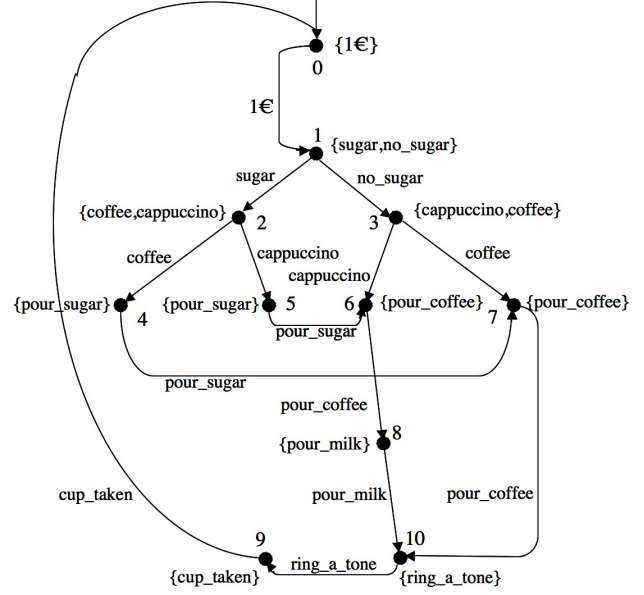 {1€}
0
1€
1
{sugar,no_sugar}
sugar
no_sugar
{coffee,cappuccino}
2
3
{cappuccino,coffee}
coffee
cappuccino
cappuccino
coffee
{pour_sugar}
4
{pour_sugar}
5
6
{pour_coffee}
7
{pour_coffee}
pour_sugar
pour_sugar
pour_coffee
8
{pour_milk}
cup_taken
pour_milk
pour_coffee
9
10
ring_a_tone
{cup_taken}
{ring_a_tone}